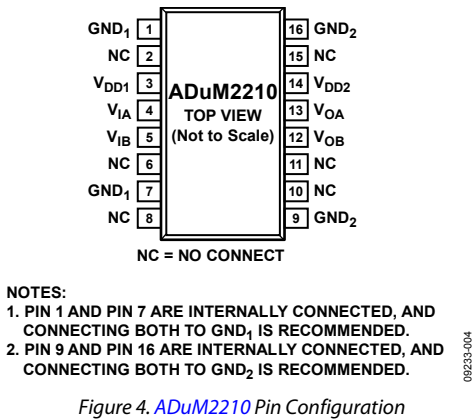 GND1 1 16 GND2
NC 2 15 NC
VDD1 3 ADuM2210 14 VDD2
VIA 4 TOP VIEW 13 VOA
VIB 5 (Not to Scale) 12 VOB
NC 6 11 NC
GND1 7 10 NC
NC 8 9 GND2
NC = NO CONNECT
NOTES:
1. PIN 1 AND PIN 7 ARE INTERNALLY CONNECTED, AND
CONNECTING BOTH TO GND1 IS RECOMMENDED.
2. PIN 9 AND PIN 16 ARE INTERNALLY CONNECTED, AND
CONNECTING BOTH TO GND2 IS RECOMMENDED.
09233-004
Figure 4. ADuM2210 Pin Configuration